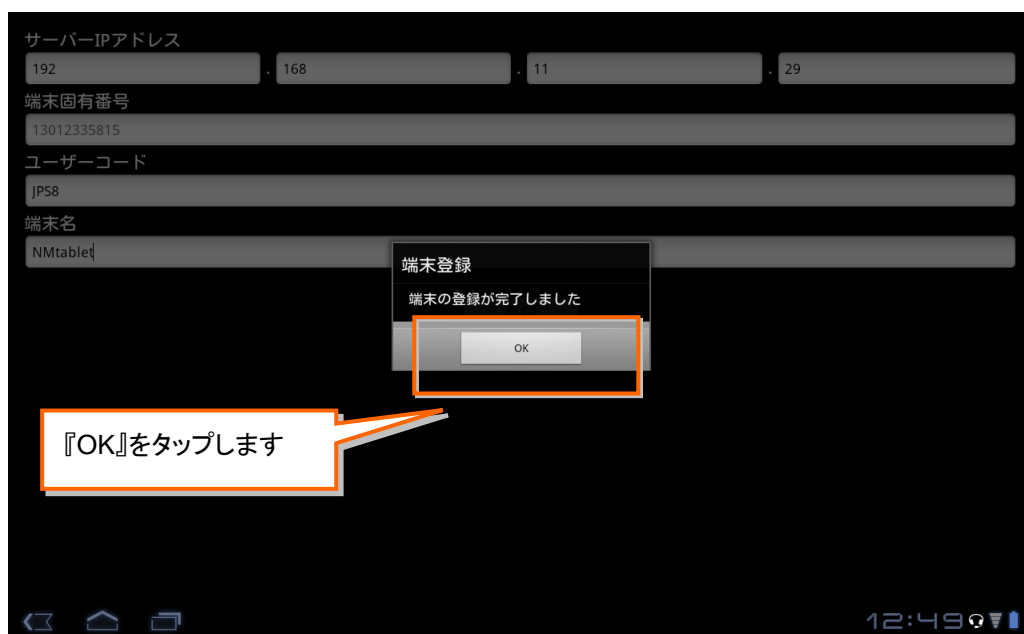 サーバーIPアドレス
192 . 168 . 11 . 29
端末固有番号
13012335815
ユーザーコード
JPS8
端末名
NMtablet
端末登録
端末の登録が完了しました
OK
『OK』をタップします
12:49